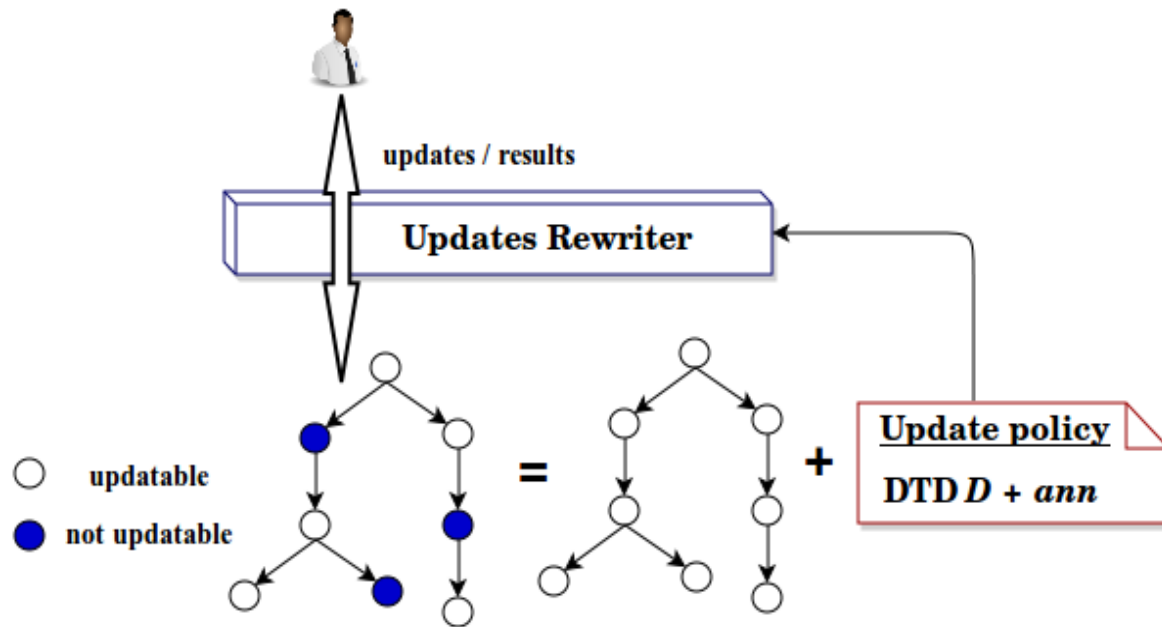 updates / results
Updates Rewriter
updatable
not updatable
=
+
Update policy
DTD D + ann